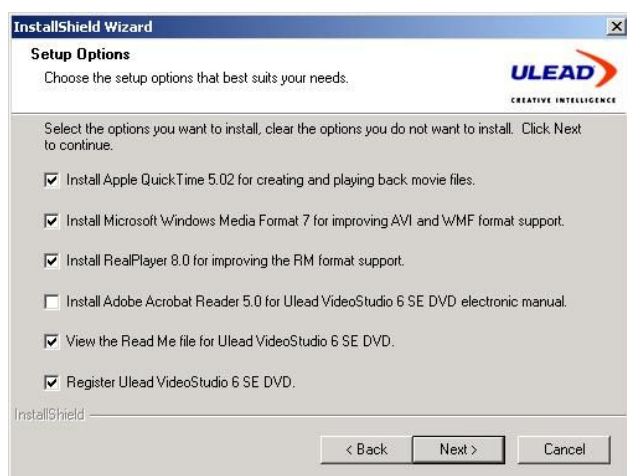 InstallShield Wizard
Setup Options
Choose the setup options that best suits your needs.
ULEAD
CREATIVE INTELLIGENCE
Select the options you want to install, clear the options you do not want to install. Click Next
to continue.
Install Apple QuickTime 5.02 for creating and playing back movie files.
Install Microsoft Windows Media Format 7 for improving AVI and WMF format support.
Install RealPlayer 8.0 for improving the RM format support.
Install Adobe Acrobat Reader 5.0 for Ulead VideoStudio 6 SE DVD electronic manual.
View the Read Me file for Ulead VideoStudio 6 SE DVD.
Register Ulead VideoStudio 6 SE DVD.
InstallShield
< Back Next > Cancel